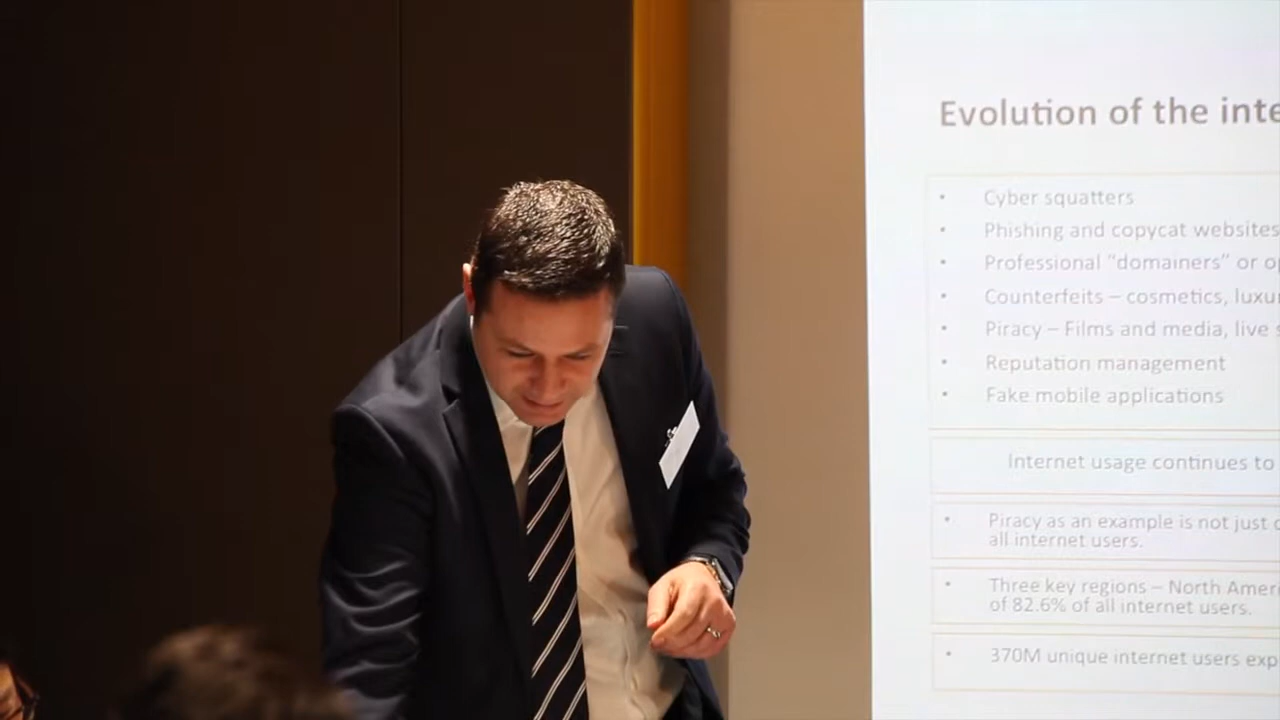 Evolution of the inte
• Cyber squatters
• Phishing and copycat websites
• Professional “domainers” or op
• Counterfeits – cosmetics, luxu
• Piracy – Films and media, live
• Reputation management
• Fake mobile applications
Internet usage continues to
• Piracy as an example is not just
all internet users.
• Three key regions – North Amer
of 82.6% of all internet users.
• 370M unique internet users exp